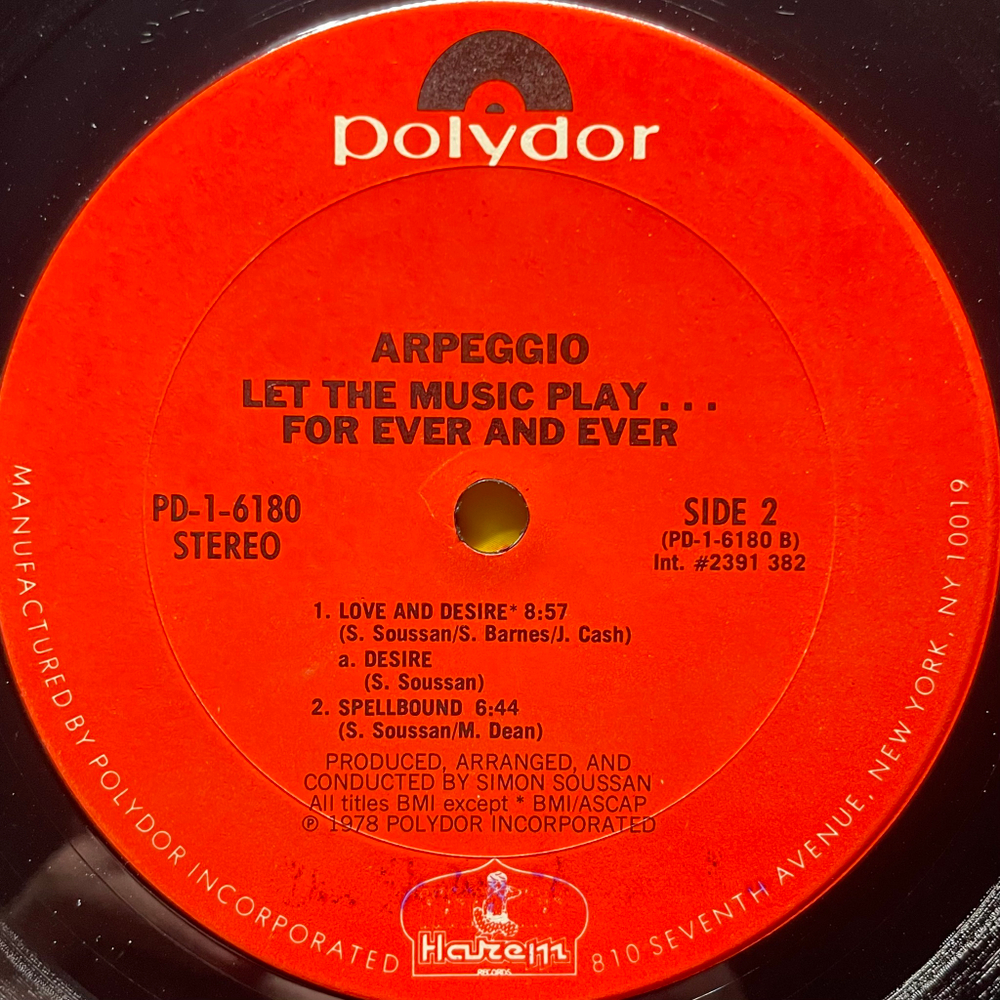 polydor
ARPEGGIO
LET THE MUSIC PLAY . . .
FOR EVER AND EVER
PD-1-6180
STEREO
SIDE 2
(PD-1-6180 B)
Int. #2391 382
1. LOVE AND DESIRE* 8:57
(S. Soussan/S. Barnes/J. Cash)
a. DESIRE
(S. Soussan)
2. SPELLBOUND 6:44
(S. Soussan/M. Dean)
PRODUCED, ARRANGED, AND
CONDUCTED BY SIMON SOUSSAN
All titles BMI except * BMI/ASCAP
℗ 1978 POLYDOR INCORPORATED
Harem
RECORDS
MANUFACTURED BY POLYDOR INCORPORATED
810 SEVENTH AVENUE, NEW YORK, NY 10019